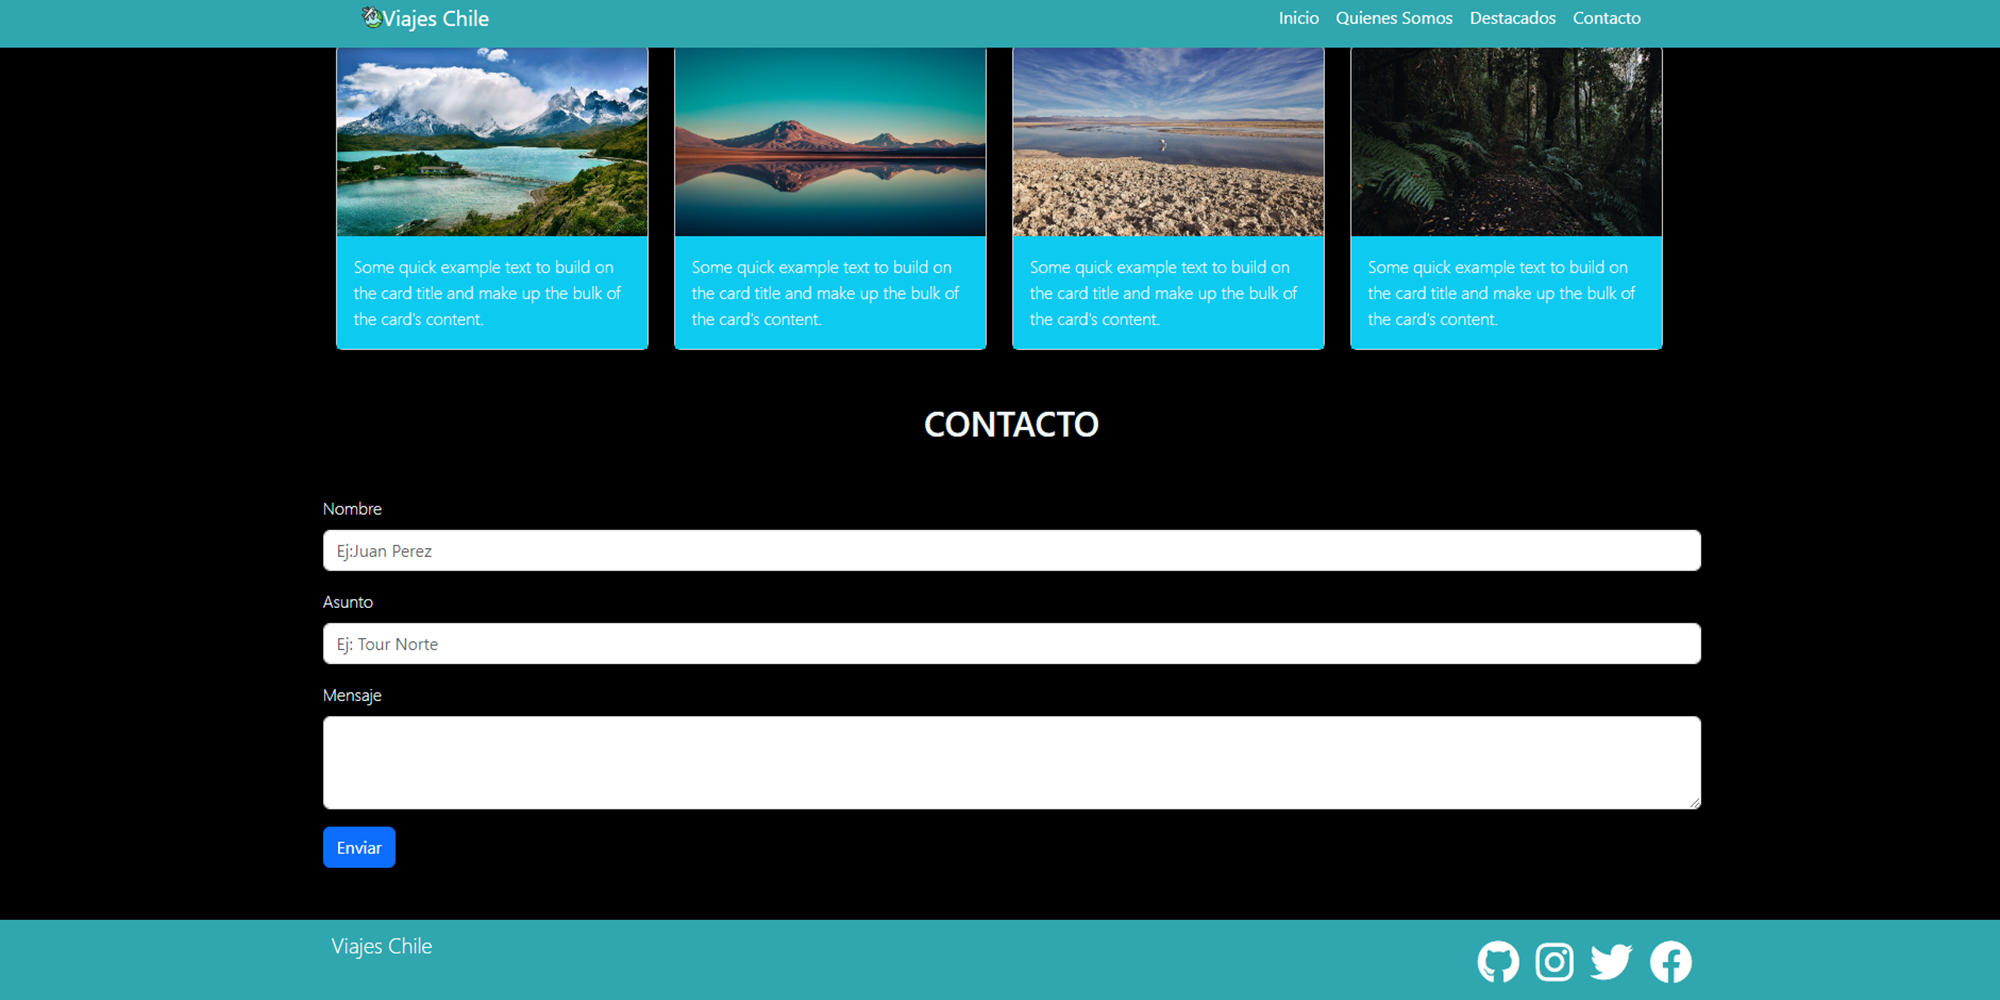 Viajes Chile
Inicio Quienes Somos Destacados Contacto
Some quick example text to build on
the card title and make up the bulk of
the card's content.
Some quick example text to build on
the card title and make up the bulk of
the card's content.
Some quick example text to build on
the card title and make up the bulk of
the card's content.
Some quick example text to build on
the card title and make up the bulk of
the card's content.
CONTACTO
Nombre
Ej:Juan Perez
Asunto
Ej: Tour Norte
Mensaje
Enviar
Viajes Chile